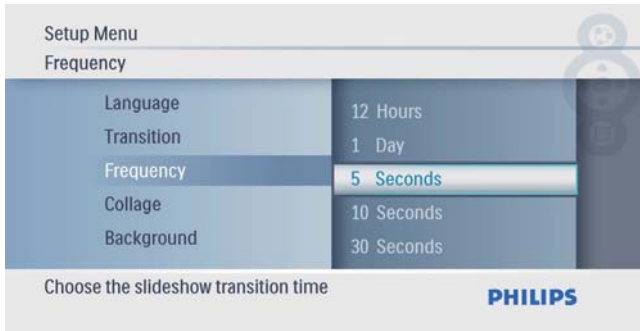 Setup Menu
Frequency
Language
Transition
Frequency
Collage
Background
12 Hours
1 Day
5 Seconds
10 Seconds
30 Seconds
Choose the slideshow transition time
PHILIPS